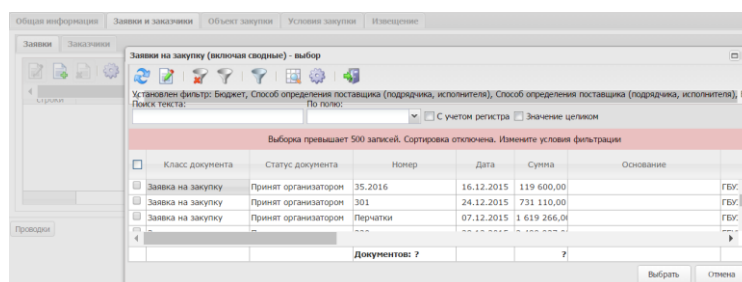 Общая информация Заявки и заказчики Объект закупки Условия закупки Извещение
Заявки Заказчики
Заявки на закупку (включая сводные) - выбор
Установлен фильтр: Бюджет, Способ определения поставщика (подрядчика, исполнителя), Способ определения поставщика (подрядчика, исполнителя),
Строки
Поиск текста: По полю:
С учетом регистра Значение целиком
Выборка превышает 500 записей. Сортировка отключена. Измените условия фильтрации
Класс документа Статус документа Номер Дата Сумма Основание
Заявка на закупку Принят организатором 35.2016 16.12.2015 119 600,00 ГБУ
Заявка на закупку Принят организатором 301 24.12.2015 731 110,00 ГБУ
Заявка на закупку Принят организатором Перчатки 07.12.2015 1 619 266,0 ГБУ
Проводки
Документов: ? ?
Выбрать Отмена